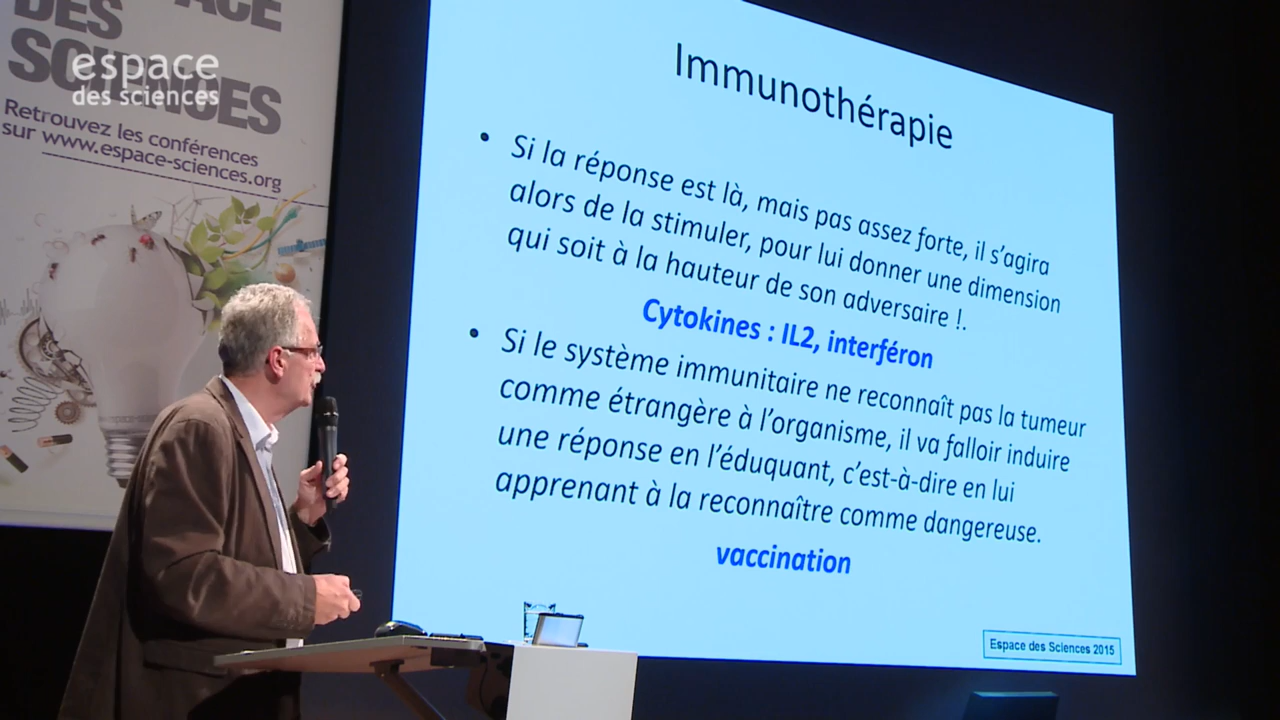 DES
SCIENCES
espace
des sciences
Retrouvez les conférences
sur www.espace-sciences.org
Immunothérapie
• Si la réponse est là, mais pas assez forte, il s’agira
alors de la stimuler, pour lui donner une dimension
qui soit à la hauteur de son adversaire !.
Cytokines : IL2, interféron
• Si le système immunitaire ne reconnaît pas la tumeur
comme étrangère à l’organisme, il va falloir induire
une réponse en l’éduquant, c’est-à-dire en lui
apprenant à la reconnaître comme dangereuse.
vaccination
Espace des Sciences 2015